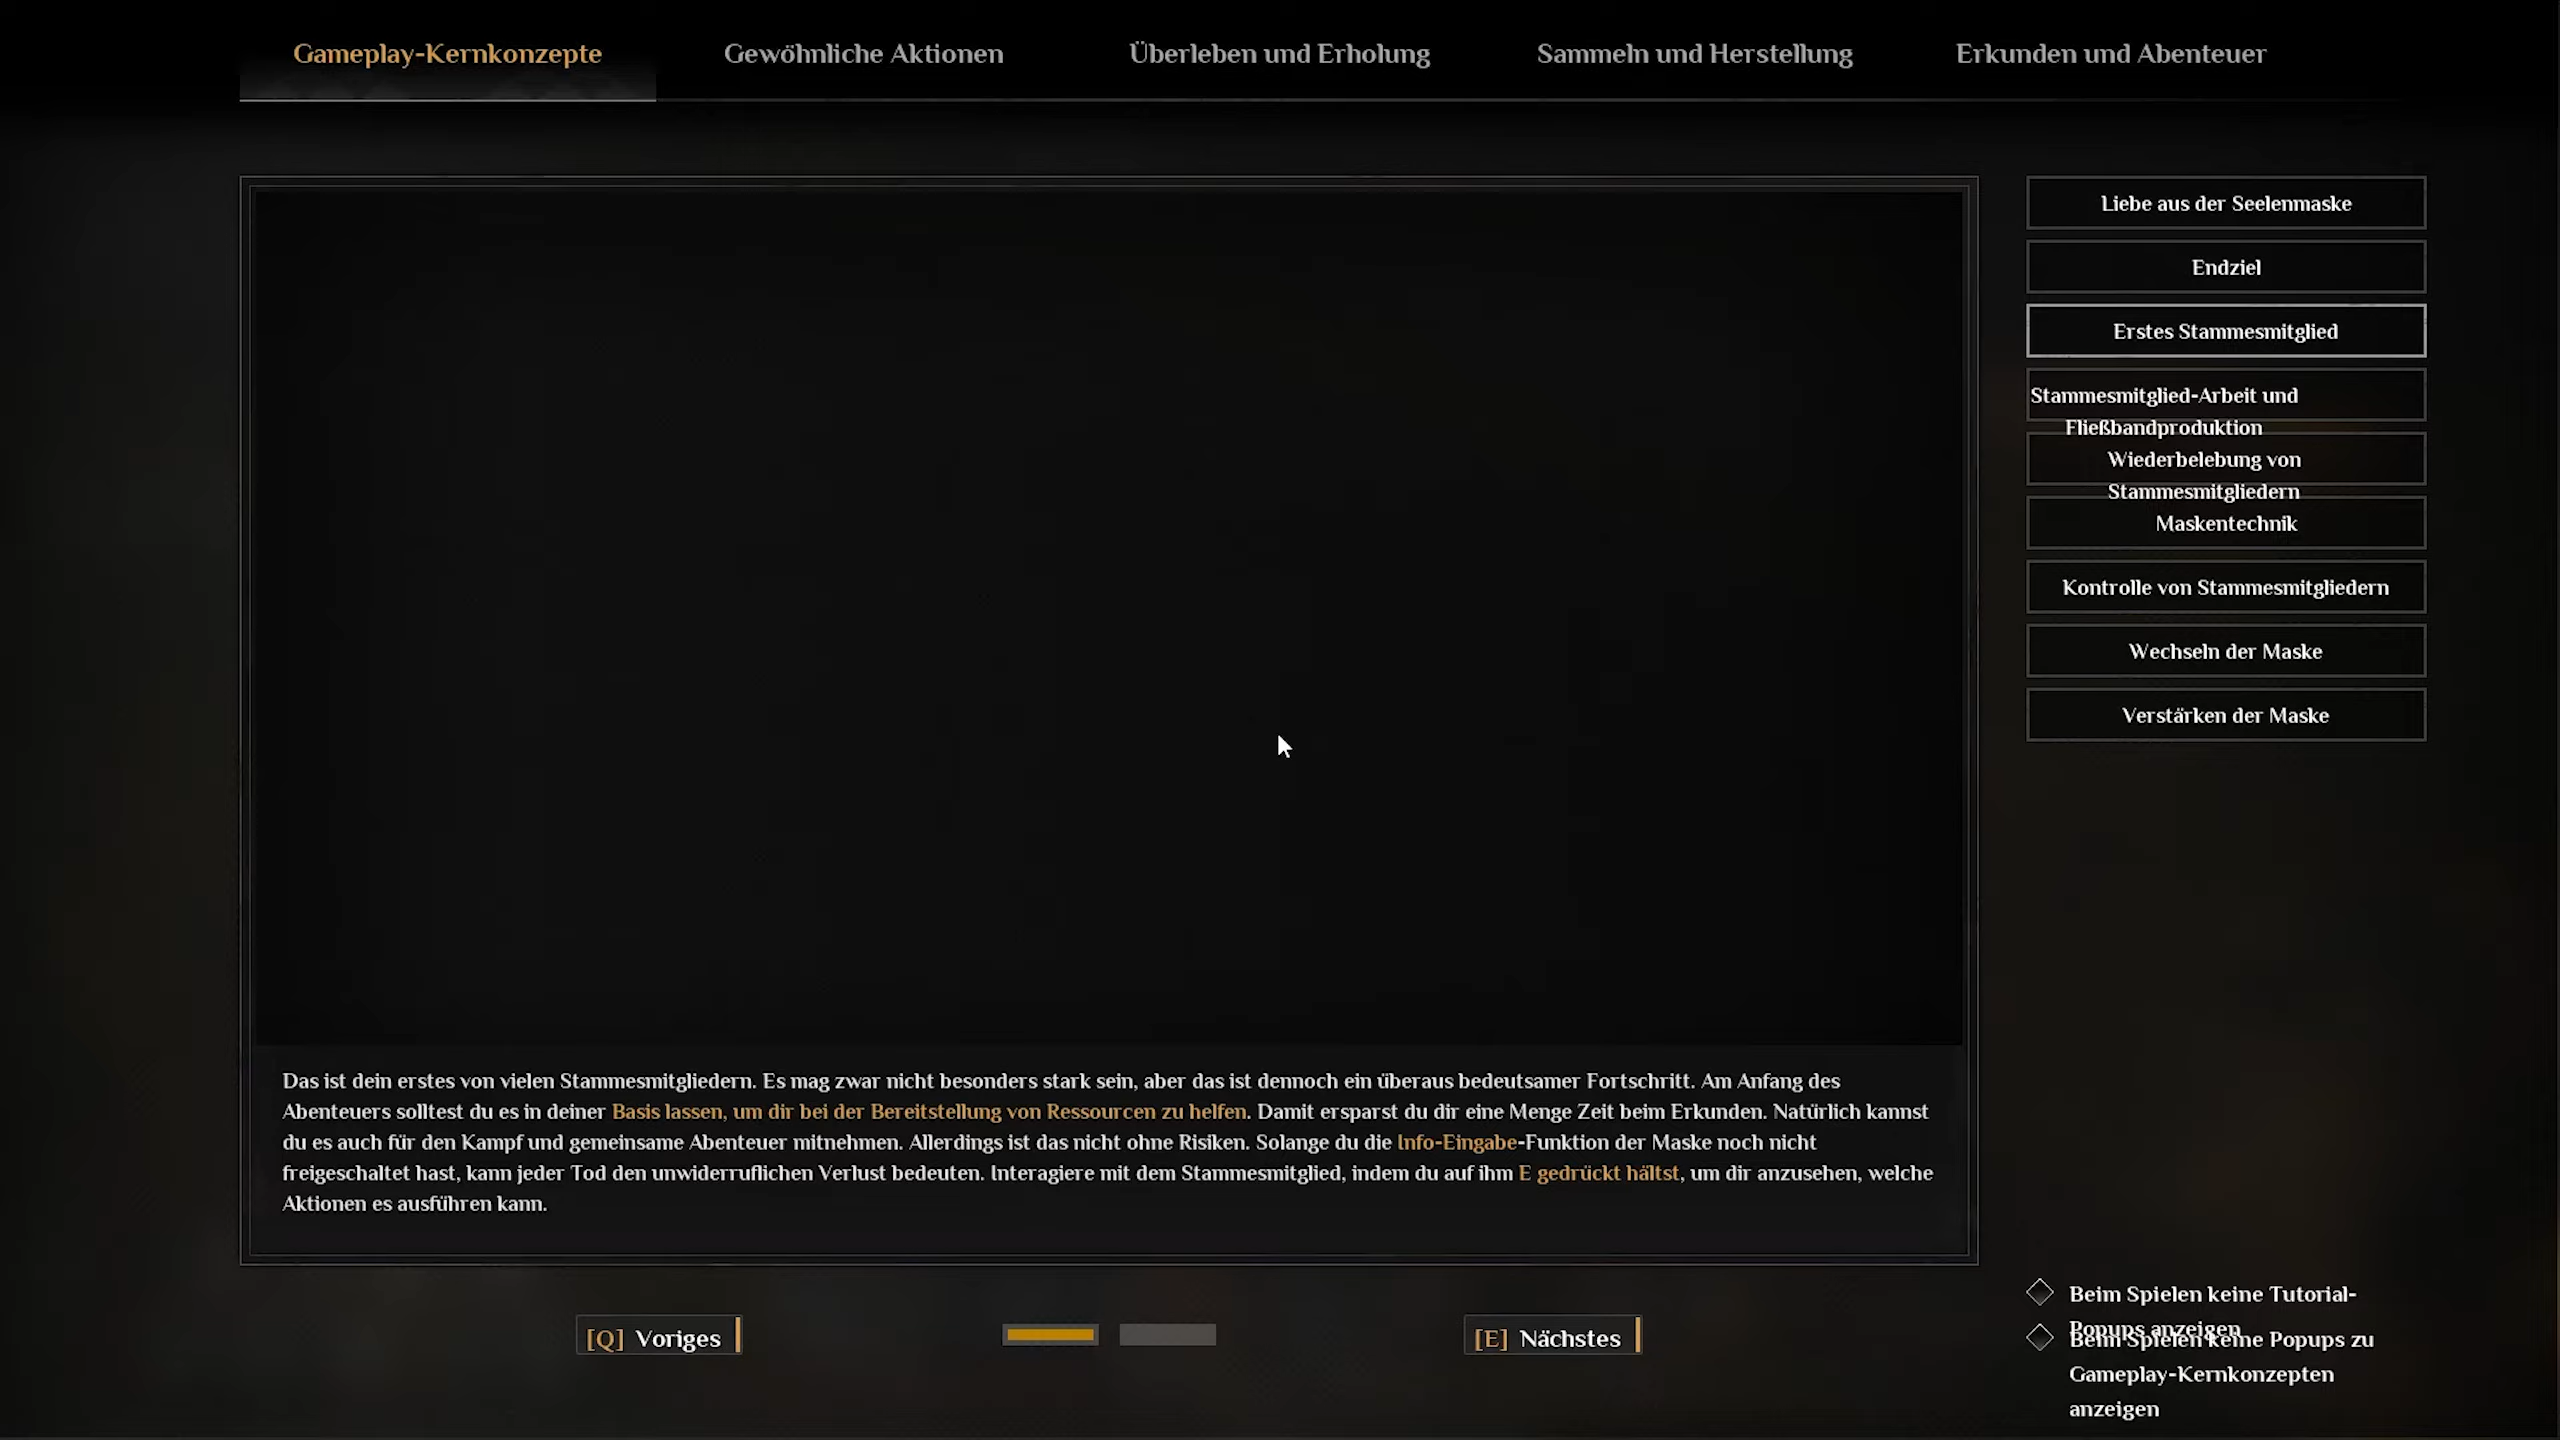 Gameplay-Kernkonzepte
Gewöhnliche Aktionen
Überleben und Erholung
Sammeln und Herstellung
Erkunden und Abenteuer
Liebe aus der Seelenmaske
Endziel
Erstes Stammesmitglied
Stammesmitglied-Arbeit und
Fließbandproduktion
Wiederbelebung von
Stammesmitgliedern
Maskentechnik
Kontrolle von Stammesmitgliedern
Wechseln der Maske
Verstärken der Maske
Das ist dein erstes von vielen Stammesmitgliedern. Es mag zwar nicht besonders stark sein, aber das ist dennoch ein überaus bedeutsamer Fortschritt. Am Anfang des
Abenteuers solltest du es in deiner Basis lassen, um dir bei der Bereitstellung von Ressourcen zu helfen. Damit ersparst du dir eine Menge Zeit beim Erkunden. Natürlich kannst
du es auch für den Kampf und gemeinsame Abenteuer mitnehmen. Allerdings ist das nicht ohne Risiken. Solange du die Info-Eingabe-Funktion der Maske noch nicht
freigeschaltet hast, kann jeder Tod den unwiderruflichen Verlust bedeuten. Interagiere mit dem Stammesmitglied, indem du auf ihm E gedrückt hältst, um dir anzusehen, welche
Aktionen es ausführen kann.
[Q] Voriges
[E] Nächstes
Beim Spielen keine Tutorial-
Popups anzeigen
Beim Spielen keine Popups zu
Gameplay-Kernkonzepten
anzeigen